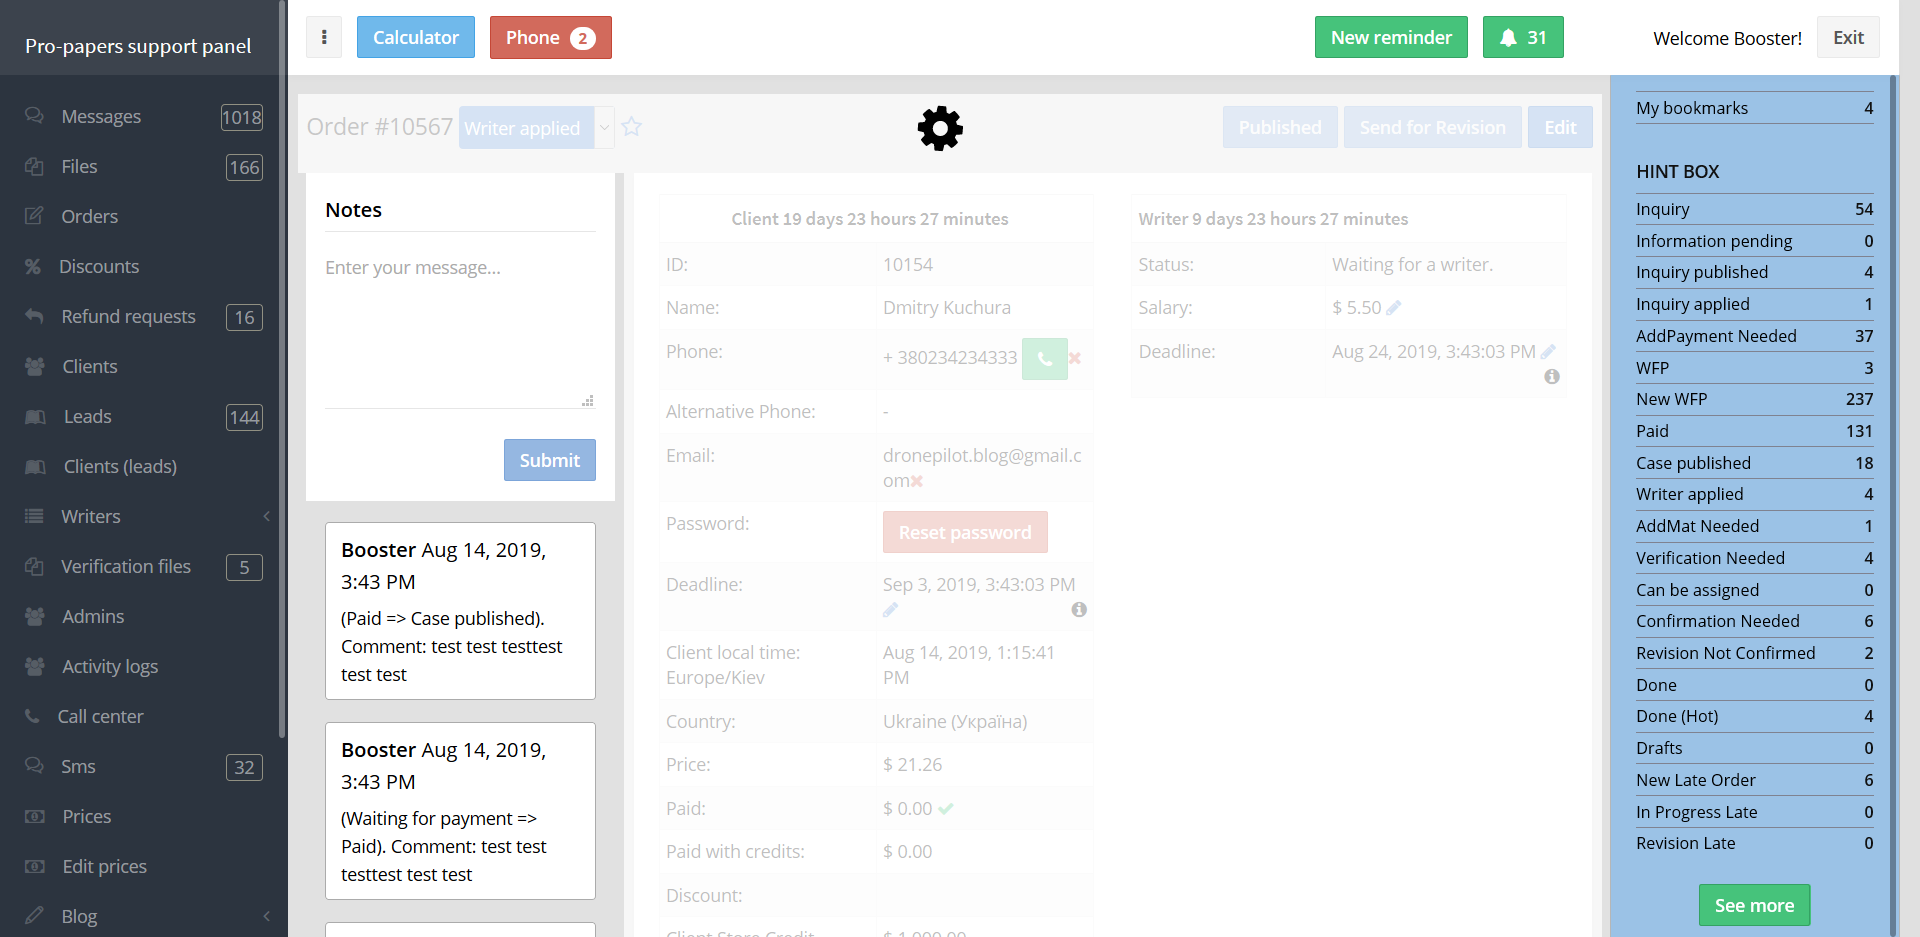 Pro-papers support panel
Calculator
Phone 2
New reminder
31
Welcome Booster!
Exit
Messages 1018
Files 166
Orders
Discounts
Refund requests 16
Clients
Leads 144
Clients (leads)
Writers
Verification files 5
Admins
Activity logs
Call center
Sms 32
Prices
Edit prices
Blog
Order #10567 Writer applied
Published
Send for Revision
Edit
Notes
Enter your message...
Submit
Booster Aug 14, 2019,
3:43 PM
(Paid => Case published).
Comment: test test testtest
test test
Booster Aug 14, 2019,
3:43 PM
(Waiting for payment =>
Paid). Comment: test test
testtest test test
Client 19 days 23 hours 27 minutes
ID: 10154
Name: Dmitry Kuchura
Phone: + 380234234333
Alternative Phone: -
Email: dronepilot.blog@gmail.c
om
Password: Reset password
Deadline: Sep 3, 2019, 3:43:03 PM
Client local time: Aug 14, 2019, 1:15:41
Europe/Kiev PM
Country: Ukraine (Україна)
Price: $ 21.26
Paid: $ 0.00
Paid with credits: $ 0.00
Discount:
Client Store Credit $ 1,000.00
Writer 9 days 23 hours 27 minutes
Status: Waiting for a writer.
Salary: $ 5.50
Deadline: Aug 24, 2019, 3:43:03 PM
My bookmarks 4
HINT BOX
Inquiry 54
Information pending 0
Inquiry published 4
Inquiry applied 1
AddPayment Needed 37
WFP 3
New WFP 237
Paid 131
Case published 18
Writer applied 4
AddMat Needed 1
Verification Needed 4
Can be assigned 0
Confirmation Needed 6
Revision Not Confirmed 2
Done 0
Done (Hot) 4
Drafts 0
New Late Order 6
In Progress Late 0
Revision Late 0
See more